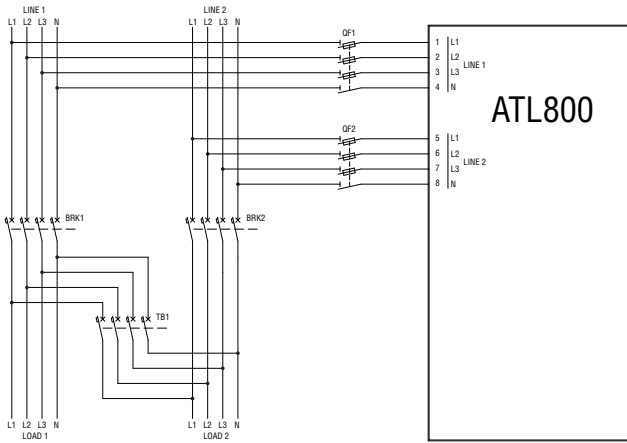 LINE 1
LINE 2
L1 L2 L3 N
L1 L2 L3 N
QF1
1 L1
2 L2
3 L3
4 N
LINE 1
ATL800
QF2
5 L1
6 L2
7 L3
8 N
LINE 2
BRK1
BRK2
TB1
L1 L2 L3 N
LOAD 1
L1 L2 L3 N
LOAD 2